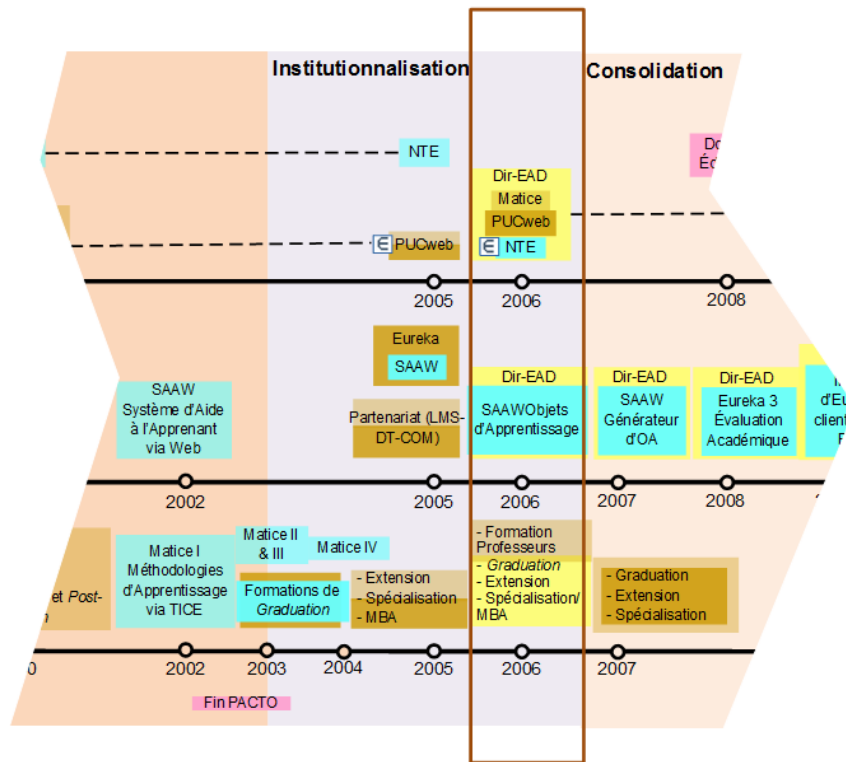 Institutionnalisation
Consolidation
NTE
Dir-EAD
Matice
PUCweb
∈ NTE
∈ PUCweb
2005
2006
2008
Eureka
SAAW
SAAW
Système d'Aide
à l'Apprenant
via Web
Partenariat (LMS-
DT-COM)
Dir-EAD
SAAWObjets
d'Apprentissage
Dir-EAD
SAAW
Générateur
d'OA
Dir-EAD
Eureka 3
Évaluation
Académique
d'Eu
client
2002
2005
2006
2007
2008
et Post-
Matice I
Méthodologies
d'Apprentissage
via TICE
Matice II
& III
Matice IV
Formations de
Graduation
- Extension
- Spécialisation
- MBA
- Formation
Professeurs
- Graduation
- Extension
- Spécialisation/
MBA
- Graduation
- Extension
- Spécialisation
0
2002
2003
2004
2005
2006
2007
Fin PACTO